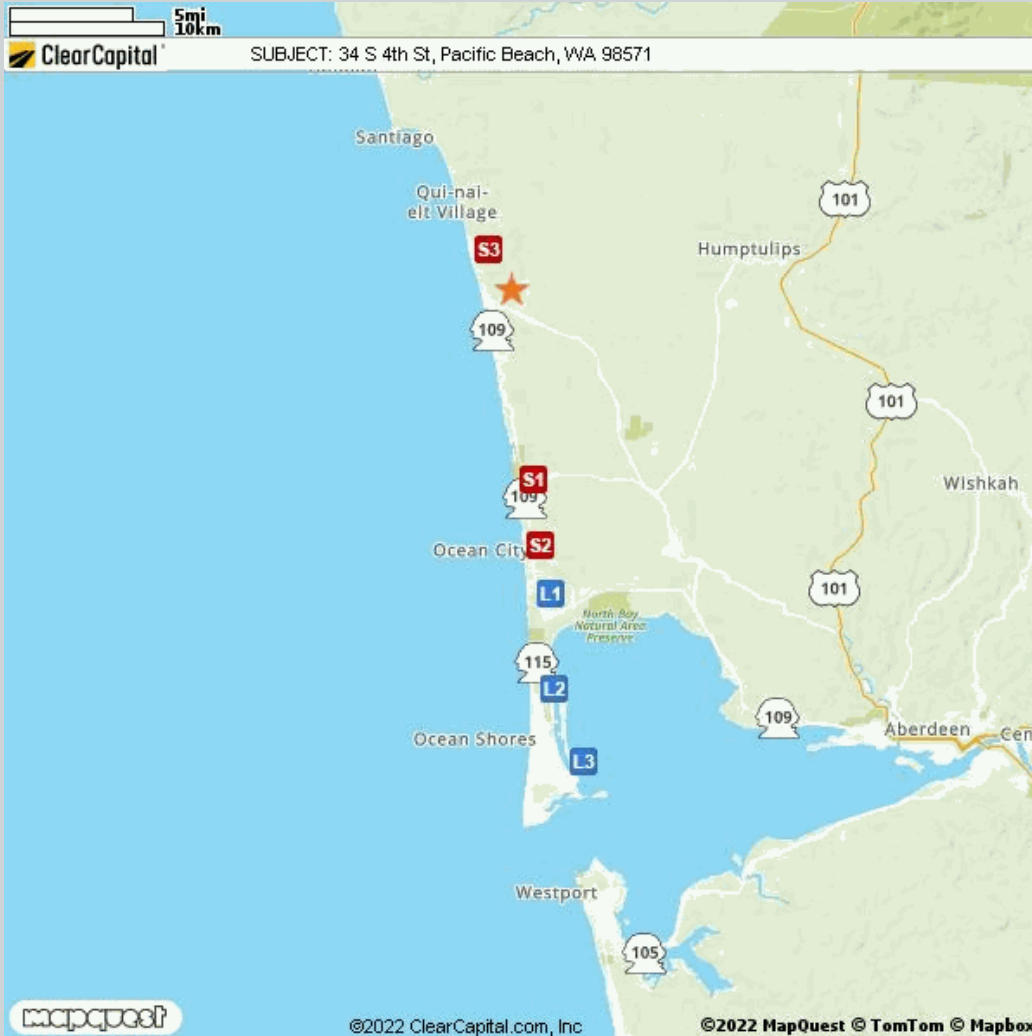 5mi
10km
ClearCapital
SUBJECT: 34 S 4th St, Pacific Beach, WA 98571
Santiago
Qui-nai-
elt Village
101
S3
Humptulips
109
101
S1
109
Wishkah
Ocean City
S2
L1
101
North Bay
Natural Area
Preserve
115
L2
109
Ocean Shores
Aberdeen
Cen
L3
Westport
105
mapquest
©2022 ClearCapital.com, Inc
©2022 MapQuest © TomTom © Mapbox